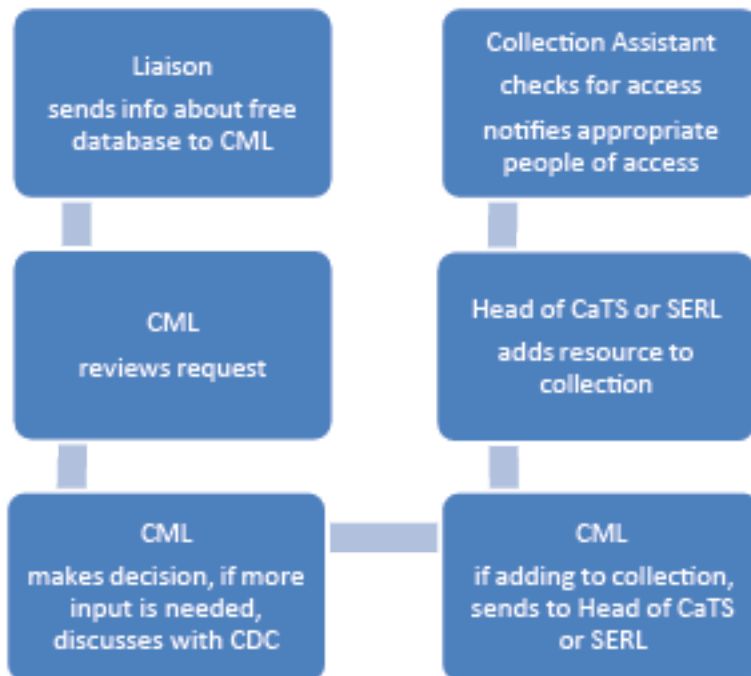 Liaison
sends info about free
database to CML
CML
reviews request
CML
makes decision, if more
input is needed,
discusses with CDC
CML
if adding to collection,
sends to Head of CaTS
or SERL
Head of CaTS or SERL
adds resource to
collection
Collection Assistant
checks for access
notifies appropriate
people of access